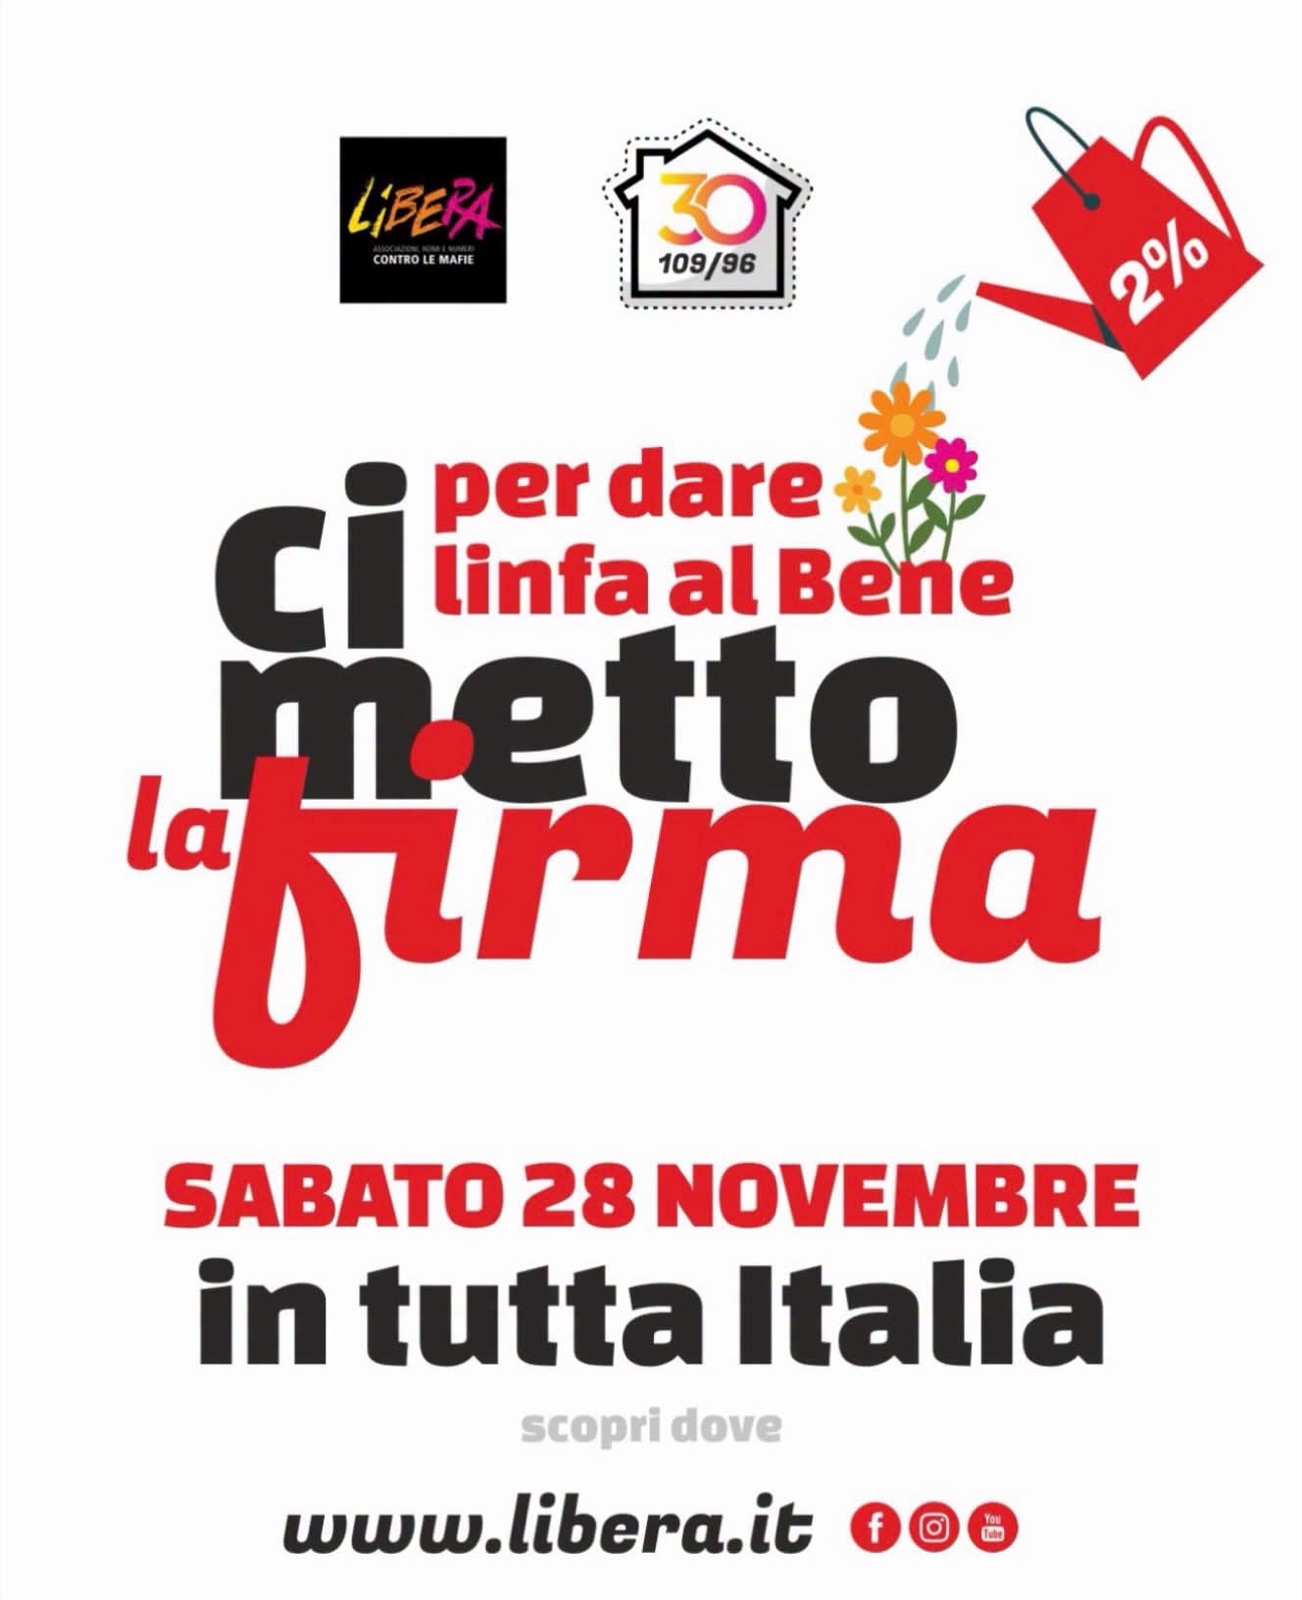 LiBERA
ASSOCIAZIONI, NOMI E NUMERI
CONTRO LE MAFIE
30
109/96
2%
per dare
linfa al Bene
ci
metto
la firma
SABATO 28 NOVEMBRE
in tutta Italia
scopri dove
www.libera.it
f
You
Tube